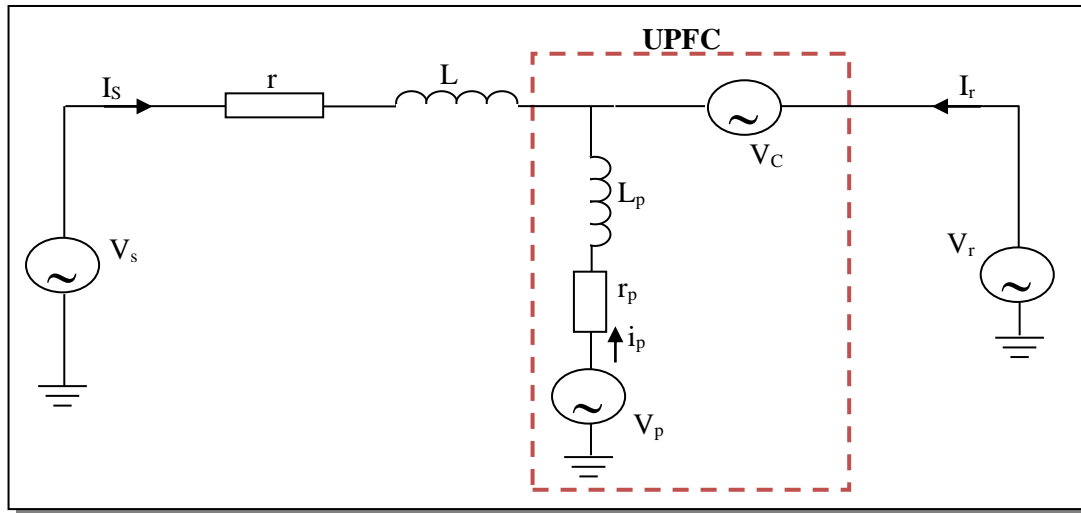 UPFC
I_S
r
L
I_r
V_C
L_p
V_s
V_r
r_p
i_p
V_p